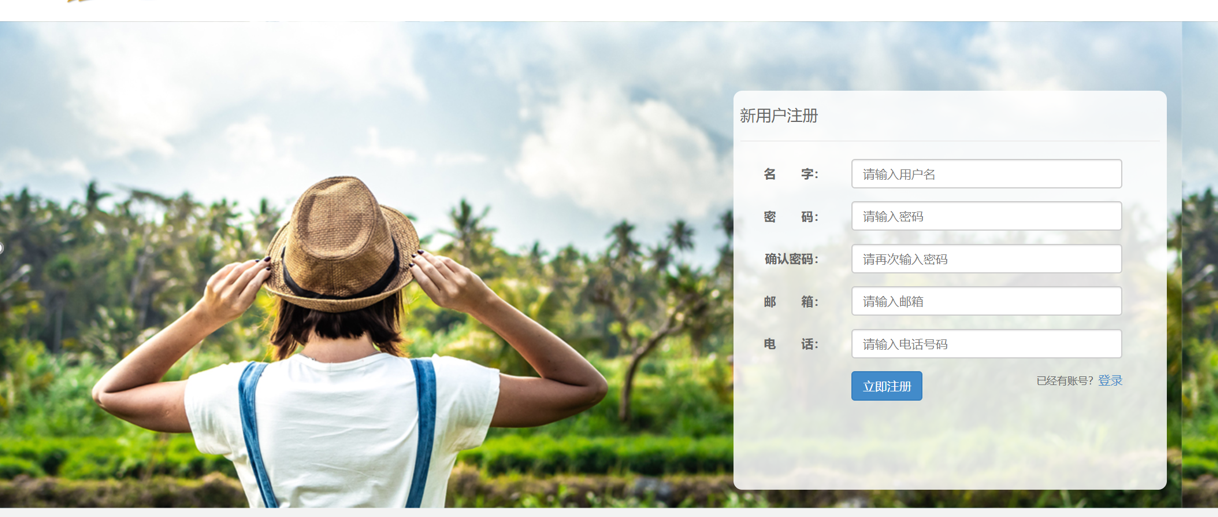 新用户注册
名 字： 请输入用户名
密 码： 请输入密码
确认密码： 请再次输入密码
邮 箱： 请输入邮箱
电 话： 请输入电话号码
立即注册 已经有账号？登录